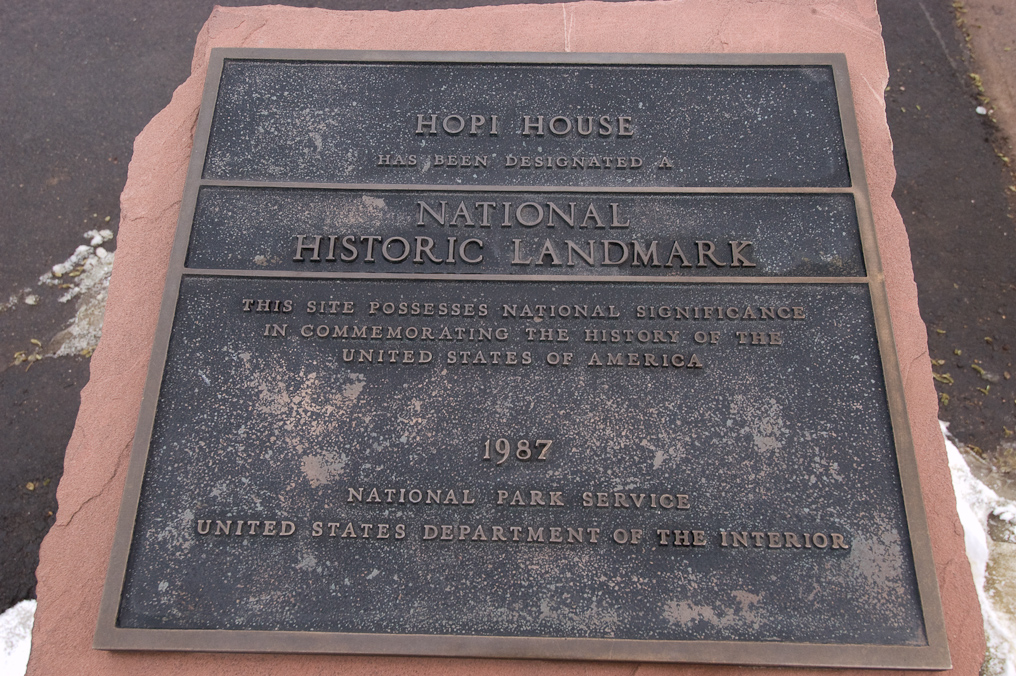 HOPI HOUSE
HAS BEEN DESIGNATED A
NATIONAL
HISTORIC LANDMARK
THIS SITE POSSESSES NATIONAL SIGNIFICANCE
IN COMMEMORATING THE HISTORY OF THE
UNITED STATES OF AMERICA
1987
NATIONAL PARK SERVICE
UNITED STATES DEPARTMENT OF THE INTERIOR